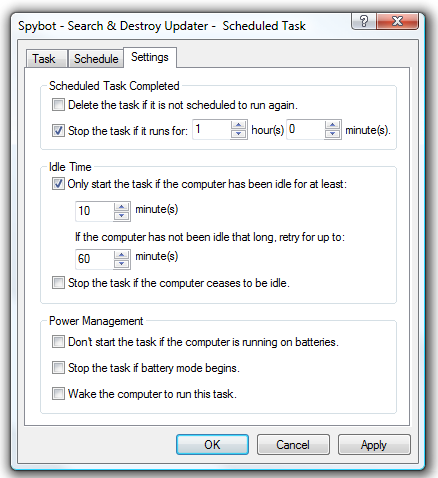 Spybot - Search & Destroy Updater - Scheduled Task
?
Task Schedule Settings
Scheduled Task Completed
Delete the task if it is not scheduled to run again.
Stop the task if it runs for: 1 hour(s) 0 minute(s).
Idle Time
Only start the task if the computer has been idle for at least:
10 minute(s)
If the computer has not been idle that long, retry for up to:
60 minute(s)
Stop the task if the computer ceases to be idle.
Power Management
Don't start the task if the computer is running on batteries.
Stop the task if battery mode begins.
Wake the computer to run this task.
OK Cancel Apply